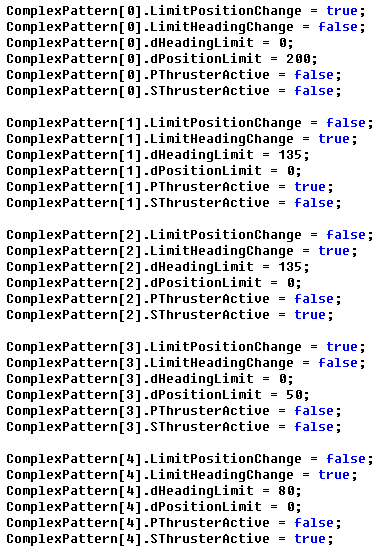 ComplexPattern[0].LimitPositionChange = true;
ComplexPattern[0].LimitHeadingChange = false;
ComplexPattern[0].dHeadingLimit = 0;
ComplexPattern[0].dPositionLimit = 200;
ComplexPattern[0].PThrusterActive = false;
ComplexPattern[0].SThrusterActive = false;

ComplexPattern[1].LimitPositionChange = false;
ComplexPattern[1].LimitHeadingChange = true;
ComplexPattern[1].dHeadingLimit = 135;
ComplexPattern[1].dPositionLimit = 0;
ComplexPattern[1].PThrusterActive = true;
ComplexPattern[1].SThrusterActive = false;

ComplexPattern[2].LimitPositionChange = false;
ComplexPattern[2].LimitHeadingChange = true;
ComplexPattern[2].dHeadingLimit = 135;
ComplexPattern[2].dPositionLimit = 0;
ComplexPattern[2].PThrusterActive = false;
ComplexPattern[2].SThrusterActive = true;

ComplexPattern[3].LimitPositionChange = true;
ComplexPattern[3].LimitHeadingChange = false;
ComplexPattern[3].dHeadingLimit = 0;
ComplexPattern[3].dPositionLimit = 50;
ComplexPattern[3].PThrusterActive = false;
ComplexPattern[3].SThrusterActive = false;

ComplexPattern[4].LimitPositionChange = false;
ComplexPattern[4].LimitHeadingChange = true;
ComplexPattern[4].dHeadingLimit = 80;
ComplexPattern[4].dPositionLimit = 0;
ComplexPattern[4].PThrusterActive = false;
ComplexPattern[4].SThrusterActive = true;